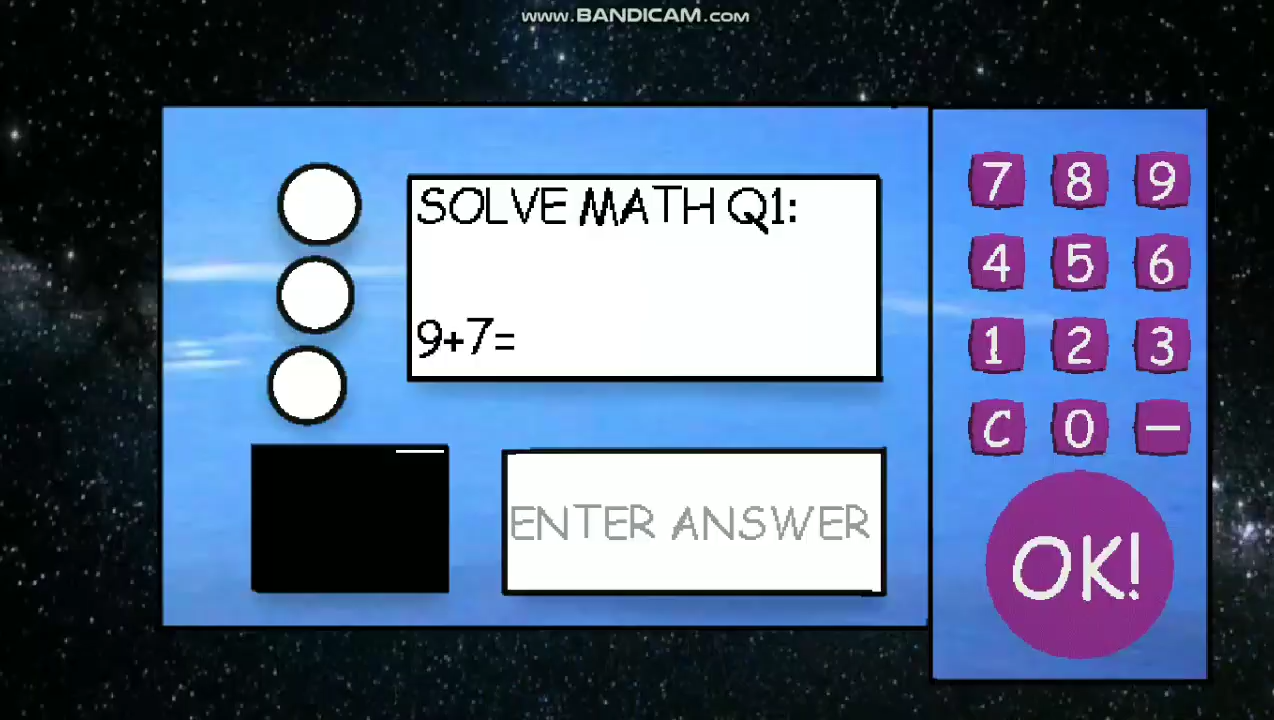 www.BANDICAM.com
SOLVE MATH Q1:
9+7=
ENTER ANSWER
7 8 9
4 5 6
1 2 3
C 0 —
OK!